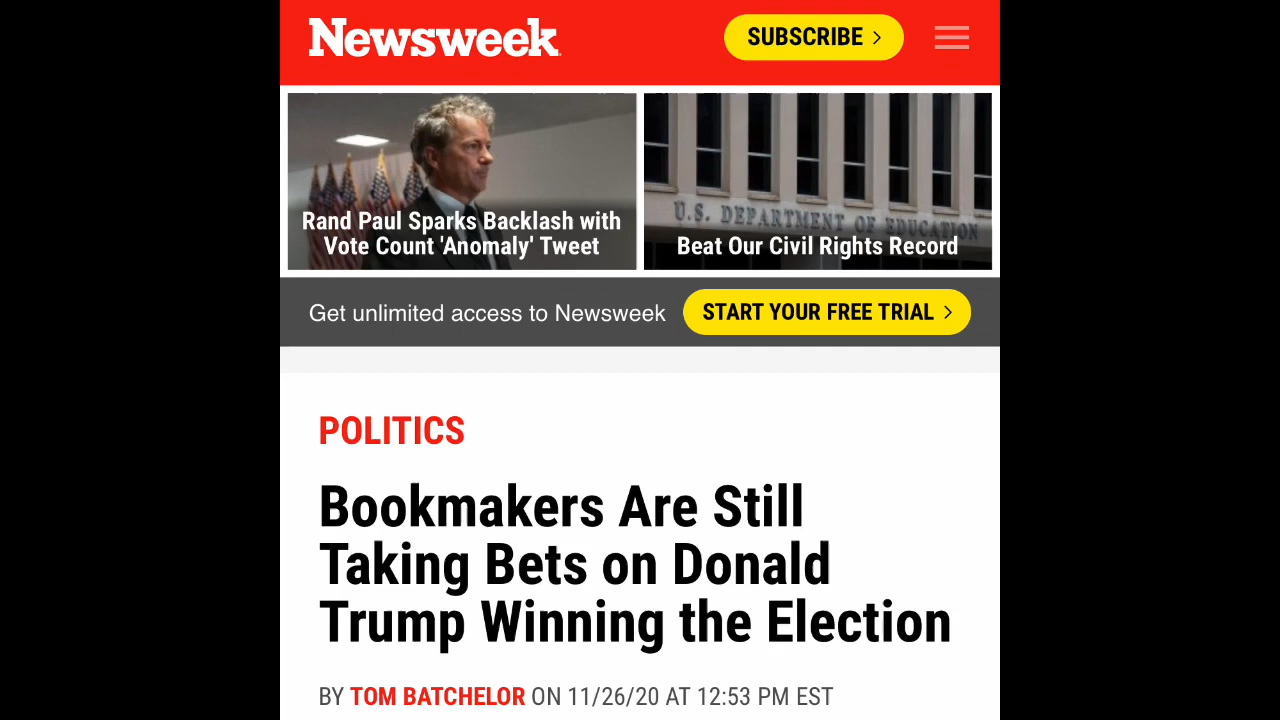 Newsweek
SUBSCRIBE >
Rand Paul Sparks Backlash with
Vote Count 'Anomaly' Tweet
U.S. DEPARTMENT OF EDUCATION
Beat Our Civil Rights Record
Get unlimited access to Newsweek
START YOUR FREE TRIAL >
POLITICS
Bookmakers Are Still
Taking Bets on Donald
Trump Winning the Election
BY TOM BATCHELOR ON 11/26/20 AT 12:53 PM EST